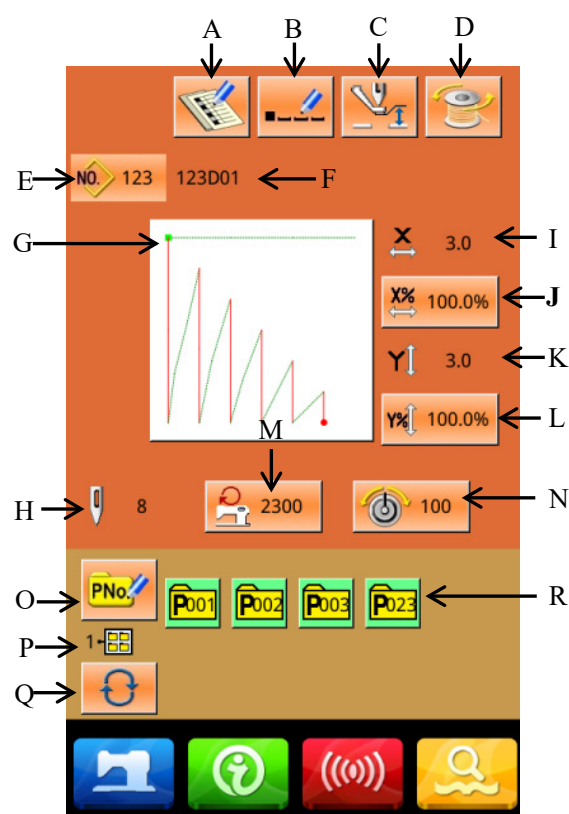 A B C D
E NO. 123 123D01 F
G X 3.0 I
X% 100.0% J
Y 3.0 K
Y% 100.0% L
M
H 8 2300 100 N
O PNo. P001 P002 P003 P023 R
P 1-
Q